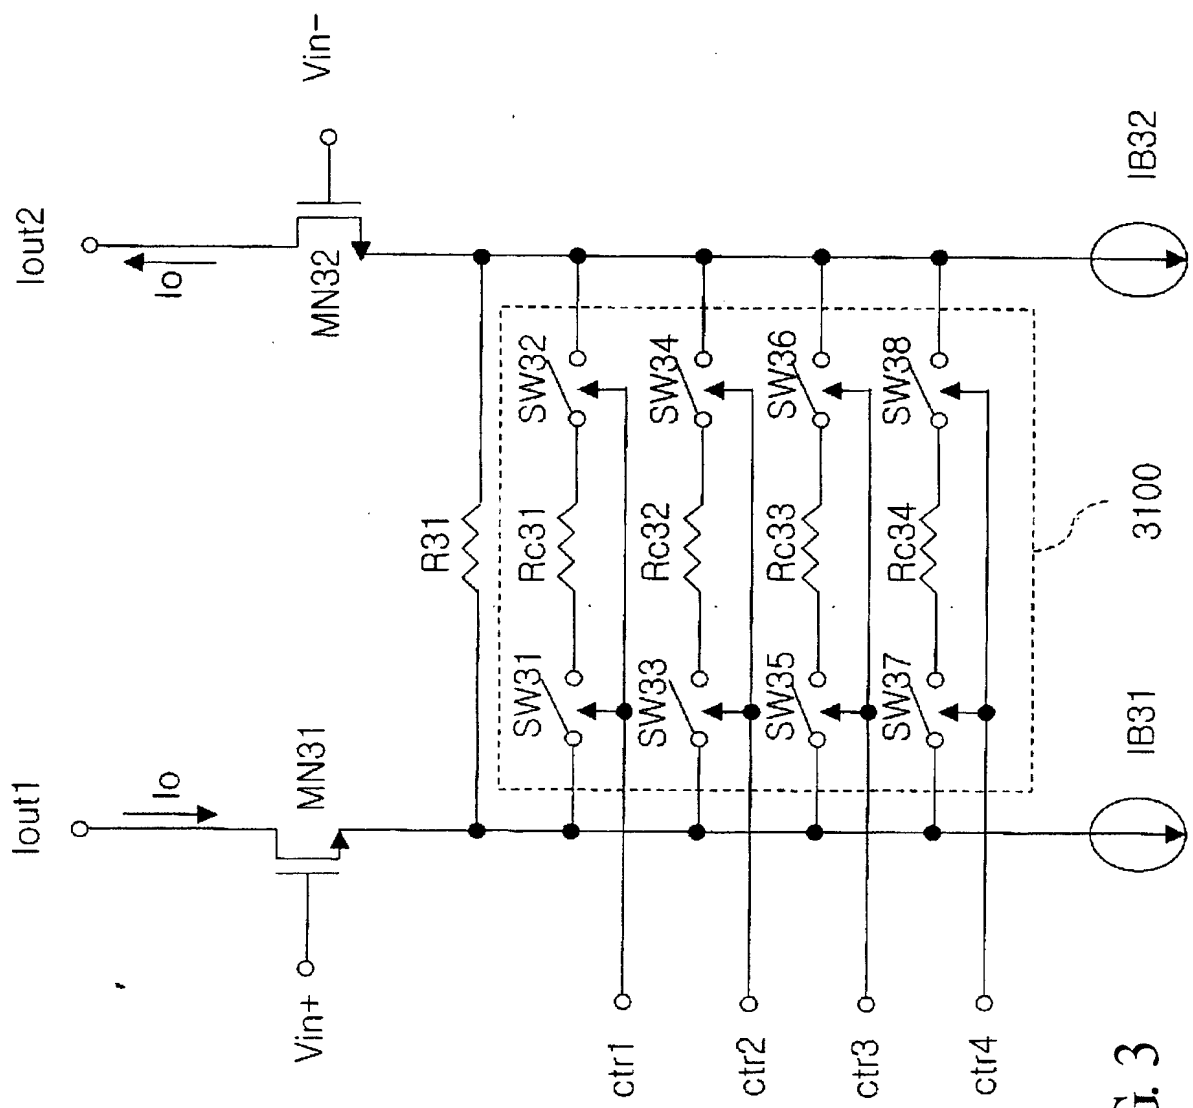 Iout1
Io
Vin+
MN31
Iout2
Io
Vin-
MN32
R31
SW31
Rc31
SW32
ctr1
SW33
Rc32
SW34
ctr2
SW35
Rc33
SW36
ctr3
SW37
Rc34
SW38
ctr4
IB31
3100
IB32
G. 3